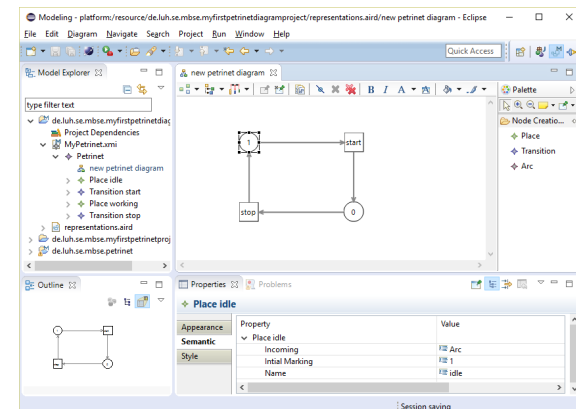 Modeling - platform:/resource/de.luh.se.mbse.myfirstpetrinetdiagramproject/representations.aird/new petrinet diagram - Eclipse
File Edit Diagram Navigate Search Project Run Window Help
Quick Access
Model Explorer
new petrinet diagram
Palette
type filter text
Node Creatio...
Place
Transition
Arc
de.luh.se.mbse.myfirstpetrinetdiag
Project Dependencies
MyPetrinet.xmi
Petrinet
new petrinet diagram
Place idle
Transition start
Place working
Transition stop
representations.aird
de.luh.se.mbse.myfirstpetrinetproj
de.luh.se.mbse.petrinet
1
start
stop
0
Outline
Properties
Problems
Place idle
Appearance
Semantic
Style
Property Value
Place idle
Incoming Arc
Intial Marking 1
Name idle
Session saving